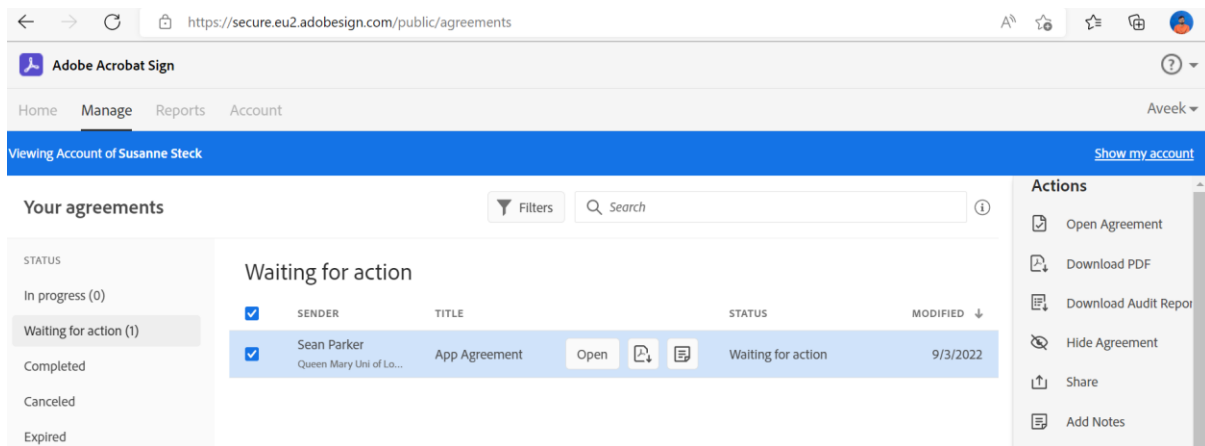 https://secure.eu2.adobesign.com/public/agreements
Adobe Acrobat Sign
Home Manage Reports Account Aveek
Viewing Account of Susanne Steck Show my account
Your agreements
Filters
Search
STATUS
In progress (0)
Waiting for action (1)
Completed
Canceled
Expired
Waiting for action
SENDER TITLE STATUS MODIFIED
Sean Parker App Agreement Open Waiting for action 9/3/2022
Queen Mary Uni of Lo...
Actions
Open Agreement
Download PDF
Download Audit Repor
Hide Agreement
Share
Add Notes